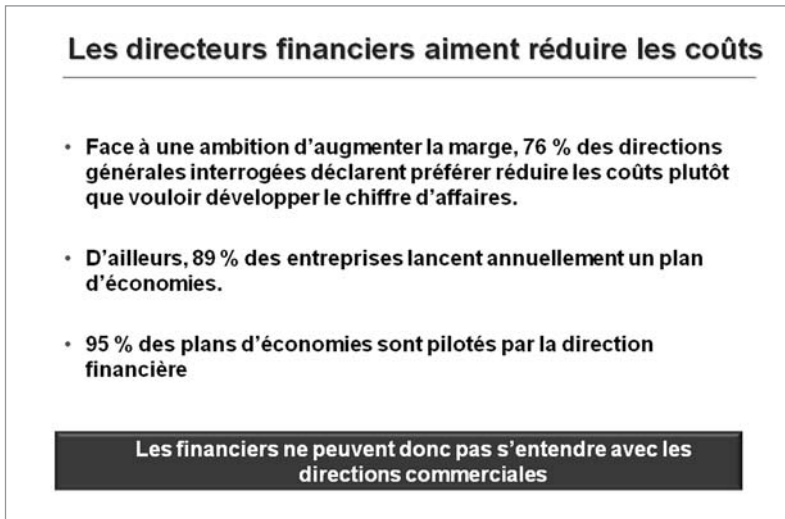 Les directeurs financiers aiment réduire les coûts
• Face à une ambition d'augmenter la marge, 76 % des directions
générales interrogées déclarent préférer réduire les coûts plutôt
que vouloir développer le chiffre d'affaires.
• D'ailleurs, 89 % des entreprises lancent annuellement un plan
d'économies.
• 95 % des plans d'économies sont pilotés par la direction
financière
Les financiers ne peuvent donc pas s'entendre avec les
directions commerciales